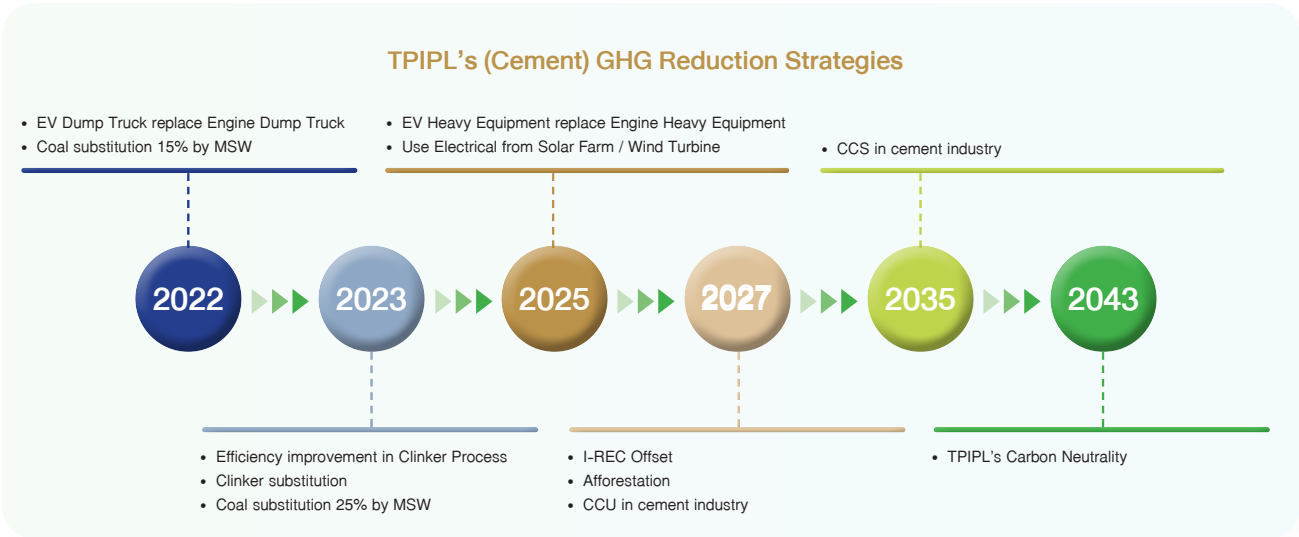 TPIPL's (Cement) GHG Reduction Strategies
• EV Dump Truck replace Engine Dump Truck
• Coal substitution 15% by MSW
• EV Heavy Equipment replace Engine Heavy Equipment
• Use Electrical from Solar Farm / Wind Turbine
• CCS in cement industry
2022
2023
2025
2027
2035
2043
• Efficiency improvement in Clinker Process
• Clinker substitution
• Coal substitution 25% by MSW
• I-REC Offset
• Afforestation
• CCU in cement industry
• TPIPL's Carbon Neutrality